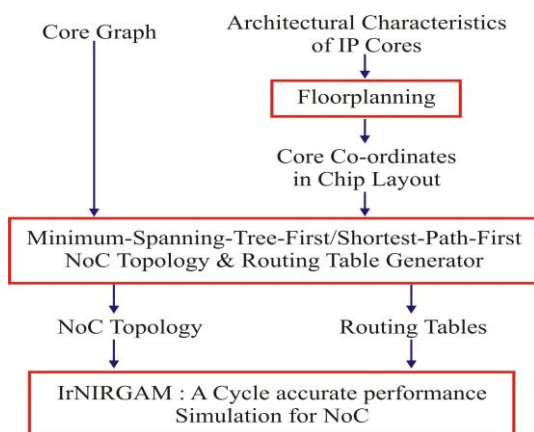 Core Graph
Architectural Characteristics
of IP Cores
Floorplanning
Core Co-ordinates
in Chip Layout
Minimum-Spanning-Tree-First/Shortest-Path-First
NoC Topology & Routing Table Generator
NoC Topology
Routing Tables
IrNIRGAM : A Cycle accurate performance
Simulation for NoC